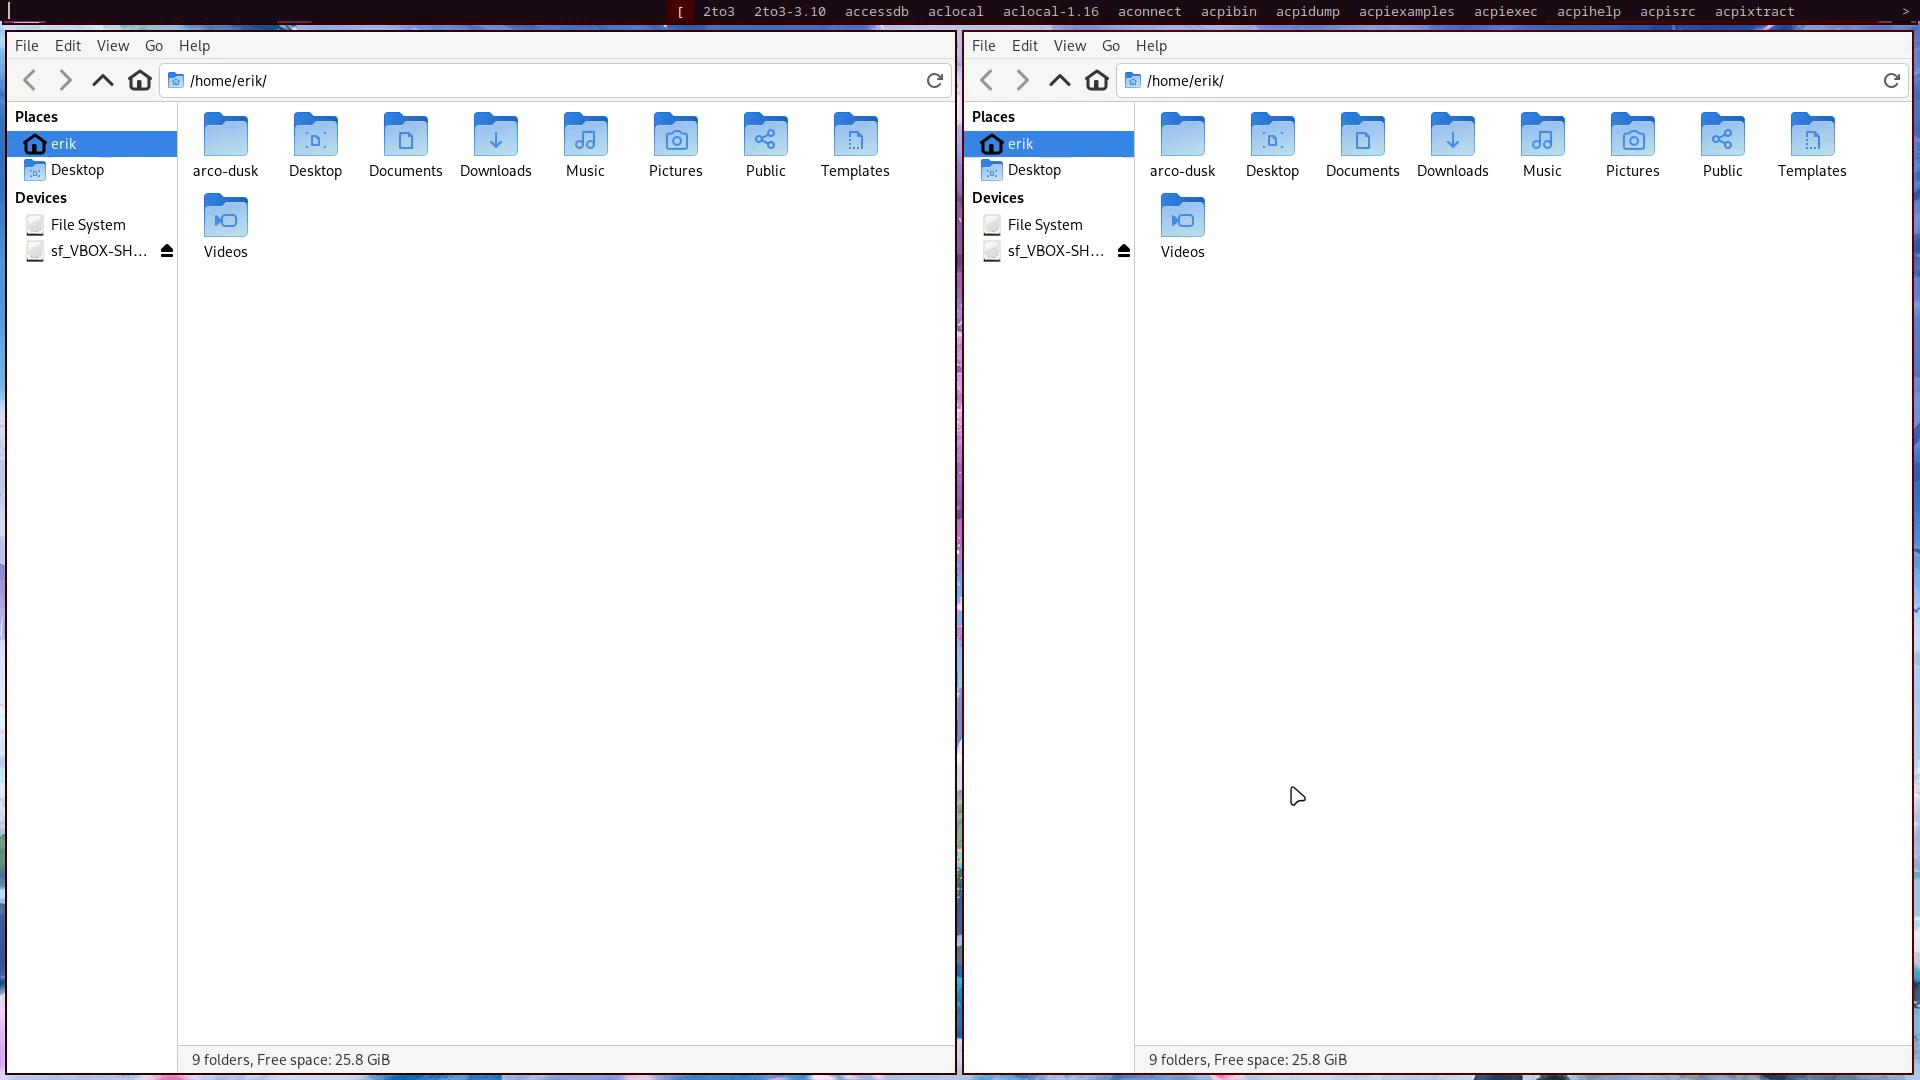 [ 2to3 2to3-3.10 accessdb aclocal aclocal-1.16 aconnect acpibin acpidump acpiexamples acpiexec acpihelp acpisrc acpixtract >
File Edit View Go Help
/home/erik/
Places
erik
Desktop
Devices
File System
sf_VBOX-SH...
arco-dusk Desktop Documents Downloads Music Pictures Public Templates
Videos
9 folders, Free space: 25.8 GiB
File Edit View Go Help
/home/erik/
Places
erik
Desktop
Devices
File System
sf_VBOX-SH...
arco-dusk Desktop Documents Downloads Music Pictures Public Templates
Videos
9 folders, Free space: 25.8 GiB